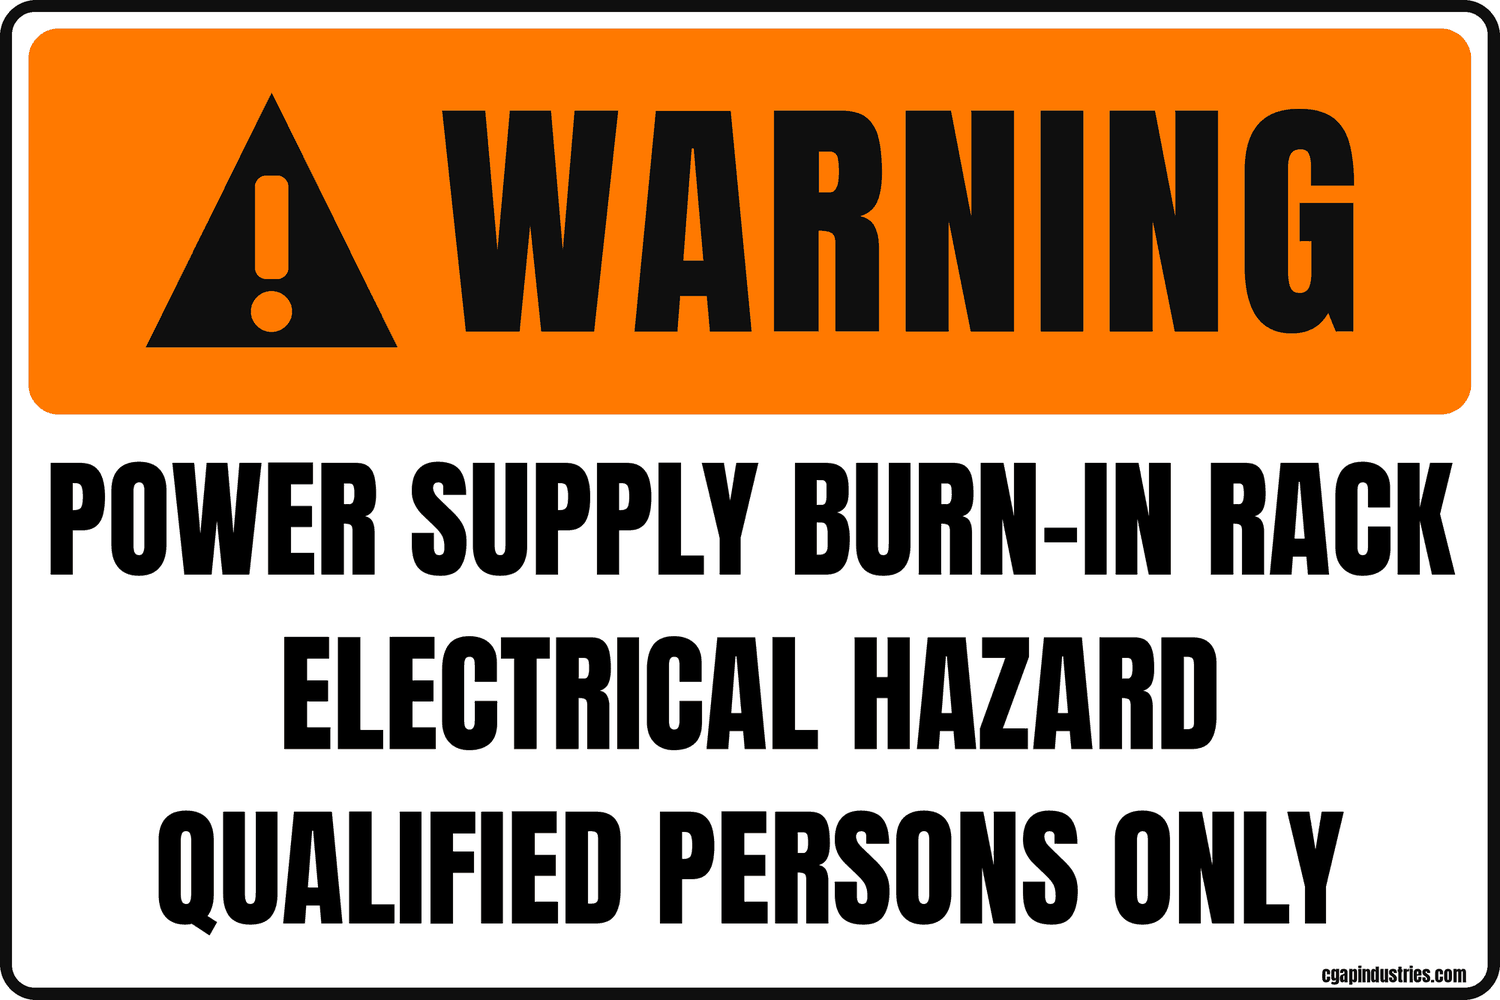 WARNING
POWER SUPPLY BURN-IN RACK
ELECTRICAL HAZARD
QUALIFIED PERSONS ONLY
cgapindustries.com